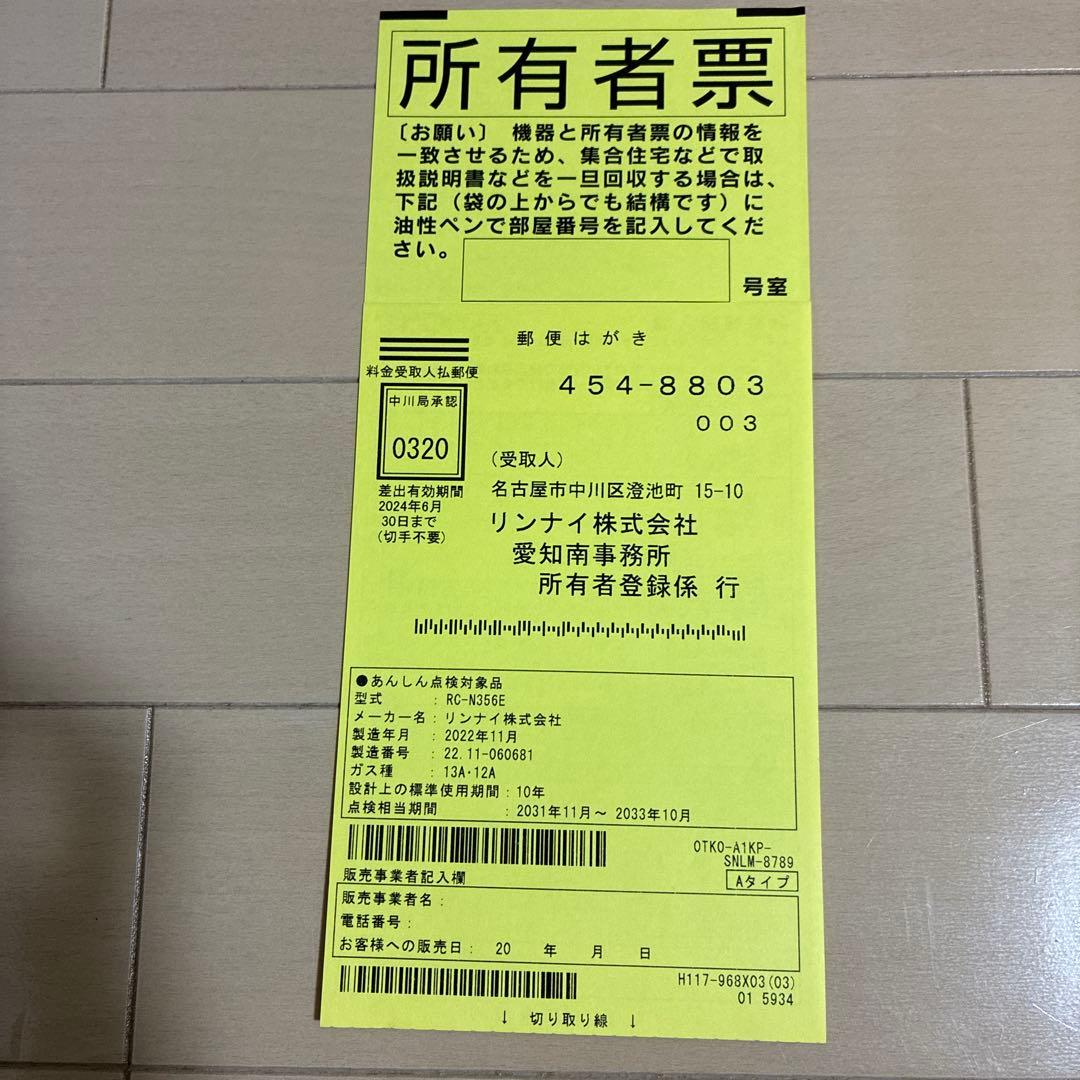 所有者票
〔お願い〕 機器と所有者票の情報を
一致させるため、集合住宅などで取
扱説明書などを一旦回収する場合は、
下記（袋の上からでも結構です）に
油性ペンで部屋番号を記入してくだ
さい。
号室
郵便はがき
料金受取人払郵便
454-8803
003
中川局承認
0320
差出有効期間
2024年6月
30日まで
（切手不要）
（受取人）
名古屋市中川区澄池町 15-10
リンナイ株式会社
愛知南事務所
所有者登録係 行
●あんしん点検対象品
型式 : RC-N356E
メーカー名 : リンナイ株式会社
製造年月 : 2022年11月
製造番号 : 22.11-060681
ガス種 : 13A・12A
設計上の標準使用期間 : 10年
点検相当期間 : 2031年11月～ 2033年10月
0TK0-A1KP-
SNLM-8789
Aタイプ
販売事業者記入欄
販売事業者名 :
電話番号 :
お客様への販売日 : 20 年 月 日
H117-968X03(03)
01 5934
↓ 切り取り線 ↓